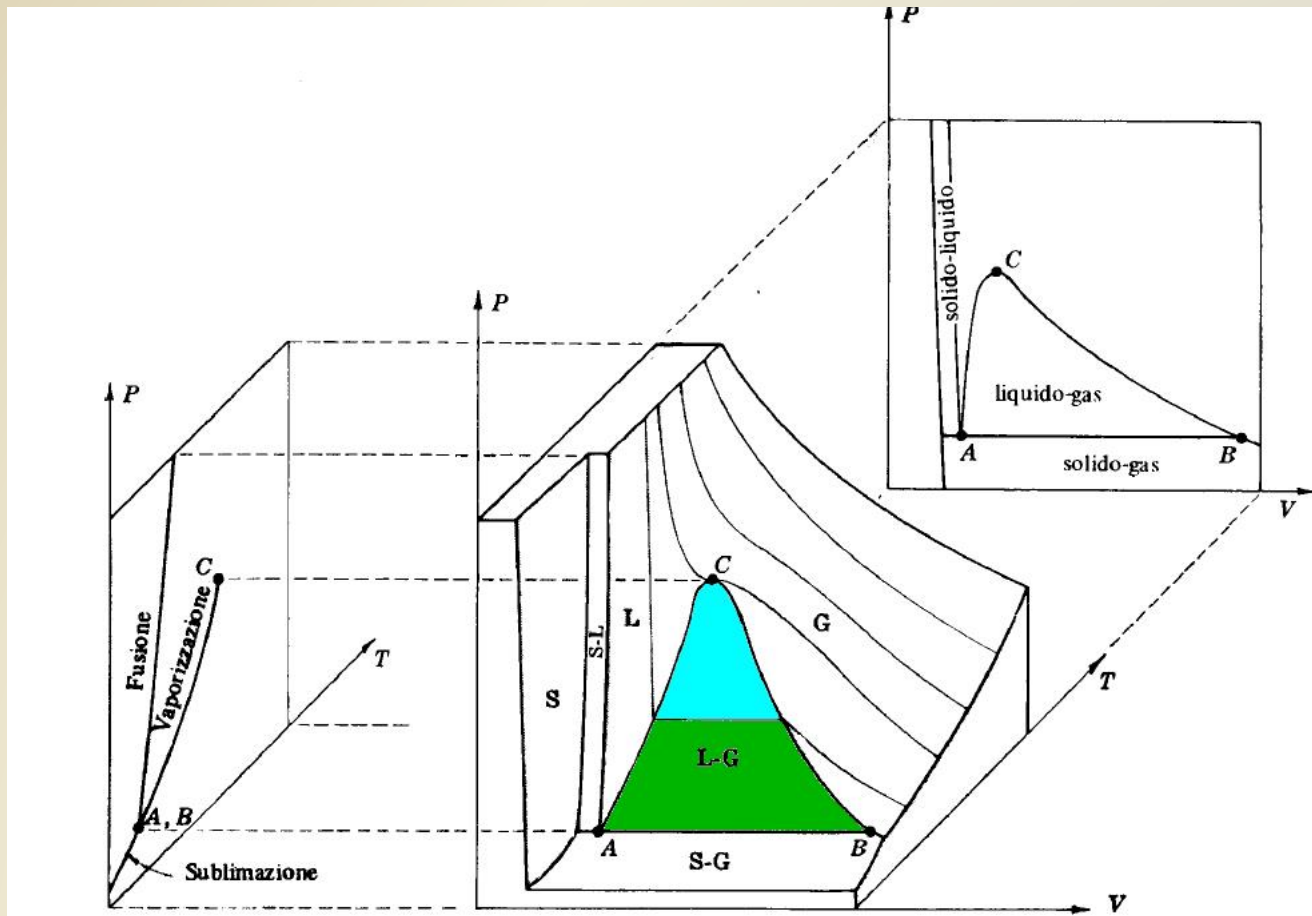 P
solido-liquido
C
liquido-gas
A
B
solido-gas
V
P
P
C
Fusione
Vaporizzazione
T
A, B
Sublimazione
C
S
S-L
L
G
L-G
A
B
S-G
T
V